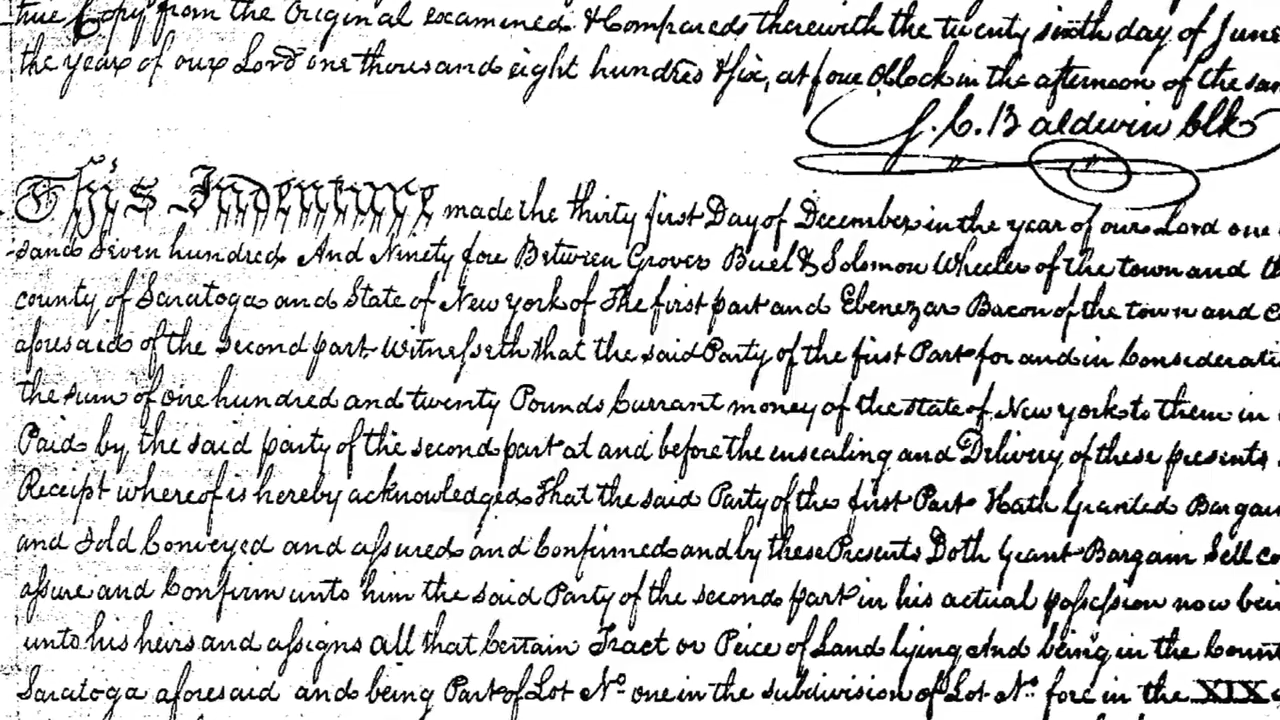 true Copy from the Original examined & Compared therewith the twenty sixth day of June
the year of our Lord one thousand eight hundred & six, at four OClock in the afternoon of the
J. C. Baldwin Clk
This Indenture made the thirty first Day of December in the year of our Lord one
sand Seven hundred And Ninety fore Between Grover Buel & Solomon Wheeler of the town and
county of Saratoga and State of New york of The first part and Ebenezar Bacon of the town and
aforesaid of the Second part Witnesseth that the said Party of the first Part for and in Considerati
the sum of one hundred and twenty Pounds Currant money of the state of New york to them in
Paid by the said party of the second part at and before the ensealing and Delivery of these presents
Receipt whereof is hereby acknowledged That the said Party of the first Part Hath Granted Bargain
and Sold Conveyed and assured and Confirmed and by these Presents Doth Grant Bargain Sell co
assure and Confirm unto him the said Party of the second part in his actual possession now bei
unto his heirs and assigns all that Certain Tract or Peice of Land lying And being in the Count
Saratoga aforesaid and being Part of Lot No one in the subdivision of Lot No fore in the XIX